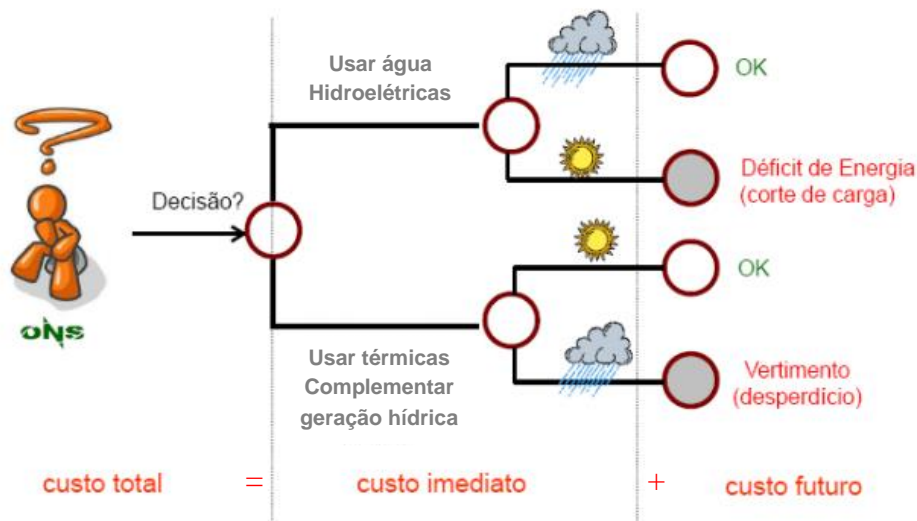 Usar água
Hidroelétricas
OK
Decisão?
Déficit de Energia
(corte de carga)
OK
ONS
Usar térmicas
Complementar
geração hídrica
Vertimento
(desperdício)
custo total = custo imediato + custo futuro